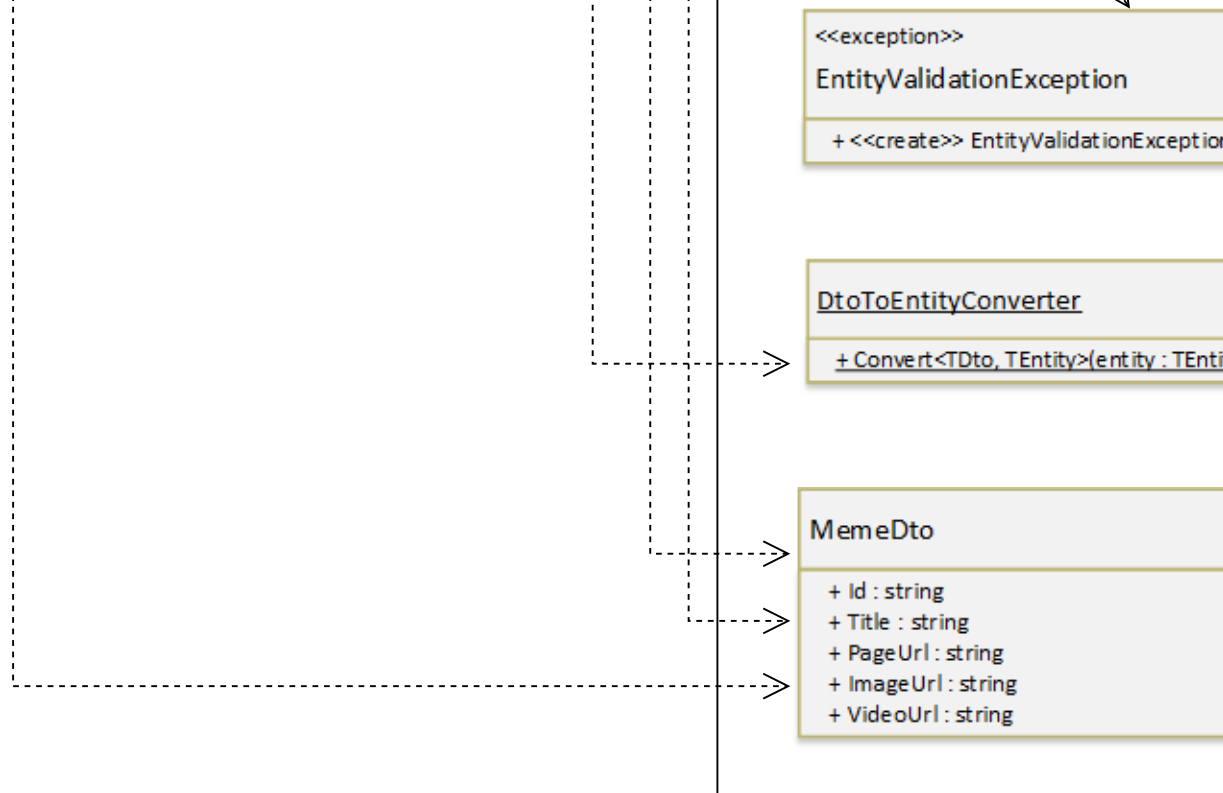 <<exception>>
EntityValidationException
+ <<create>> EntityValidationException
DtoToEntityConverter
+ Convert<TDto, TEntity>(entity : TEnti
MemeDto
+ Id : string
+ Title : string
+ PageUrl : string
+ ImageUrl : string
+ VideoUrl : string